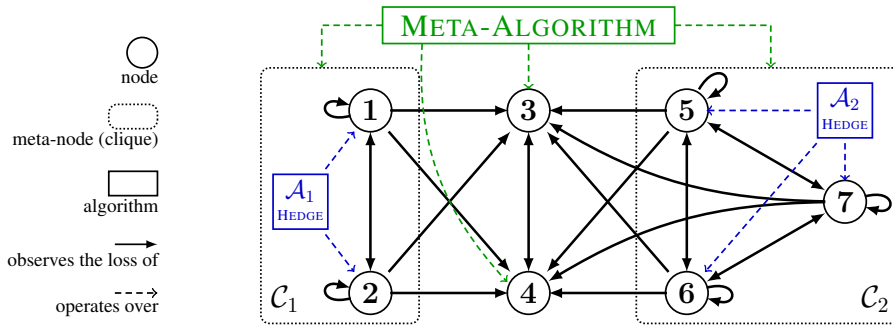 META-ALGORITHM
node
meta-node (clique)
algorithm
observes the loss of
operates over
1
3
5
A2
HEDGE
A1
HEDGE
7
2
4
6
C1
C2